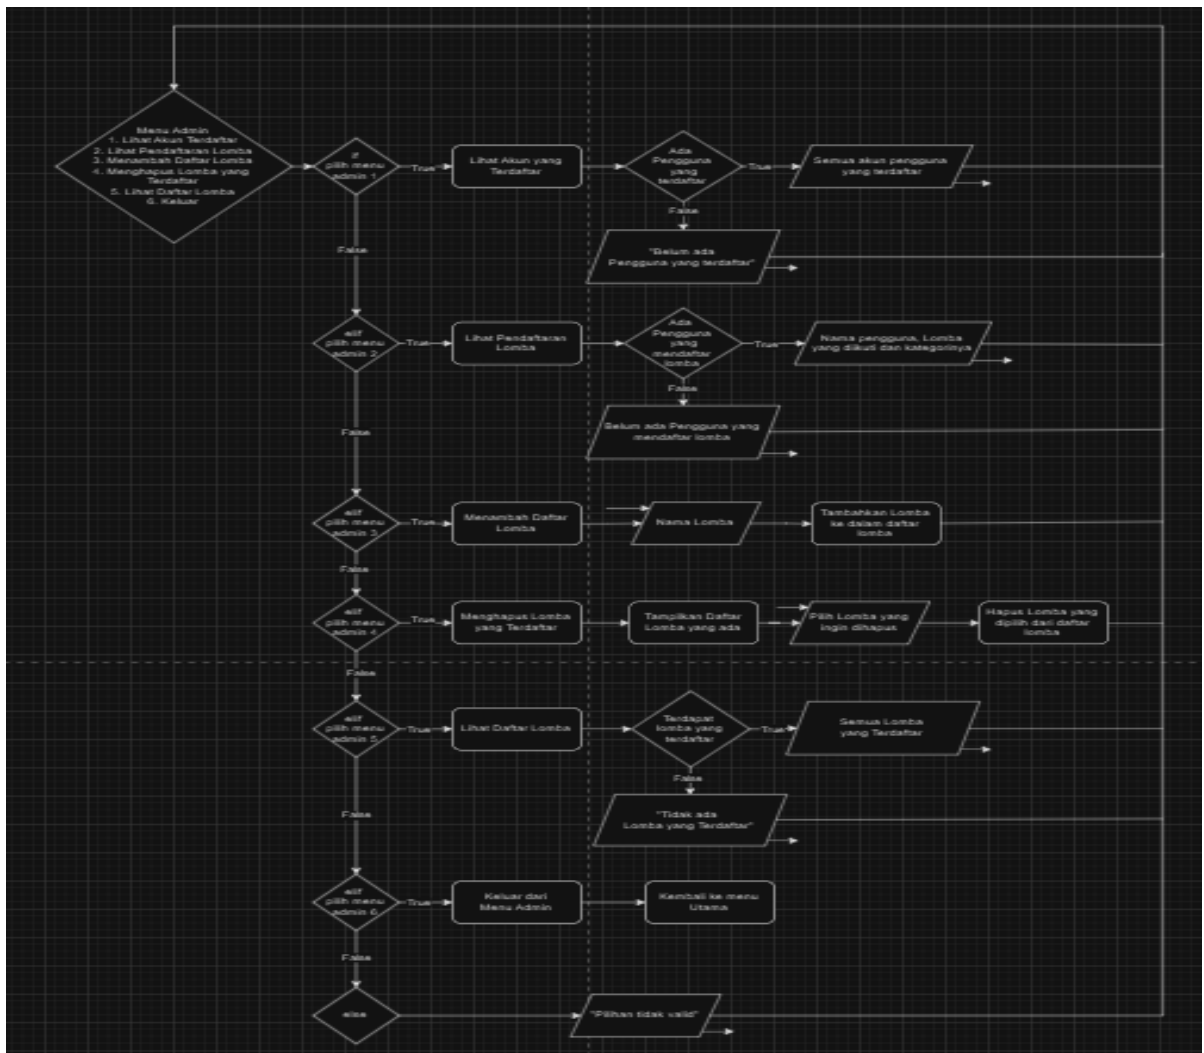 Menu Admin
1. Lihat Akun Terdaftar
2. Lihat Pendaftaran Lomba
3. Menambah Daftar Lomba
4. Menghapus Lomba yang
Terdaftar
5. Lihat Daftar Lomba
6. Keluar
if
pilih menu
admin 1
True
Lihat Akun yang
Terdaftar
Ada
Pengguna
yang
terdaftar
True
Semua akun pengguna
yang terdaftar
False
"Belum ada
Pengguna yang terdaftar"
False
elif
pilih menu
admin 2
True
Lihat Pendaftaran
Lomba
Ada
Pengguna
yang
mendaftar
lomba
True
Nama pengguna, Lomba
yang diikuti dan kategorinya
False
Belum ada Pengguna yang
mendaftar lomba
False
elif
pilih menu
admin 3
True
Menambah Daftar
Lomba
Nama Lomba
Tambahkan Lomba
ke dalam daftar
lomba
False
elif
pilih menu
admin 4
True
Menghapus Lomba
yang Terdaftar
Tampilkan Daftar
Lomba yang ada
Pilih Lomba yang
ingin dihapus
Hapus Lomba yang
dipilih dari daftar
lomba
False
elif
pilih menu
admin 5
True
Lihat Daftar Lomba
Terdapat
lomba yang
terdaftar
True
Semua Lomba
yang Terdaftar
False
"Tidak ada
Lomba yang Terdaftar"
False
elif
pilih menu
admin 6
True
Keluar dari
Menu Admin
Kembali ke menu
Utama
False
else
"Pilihan tidak valid"